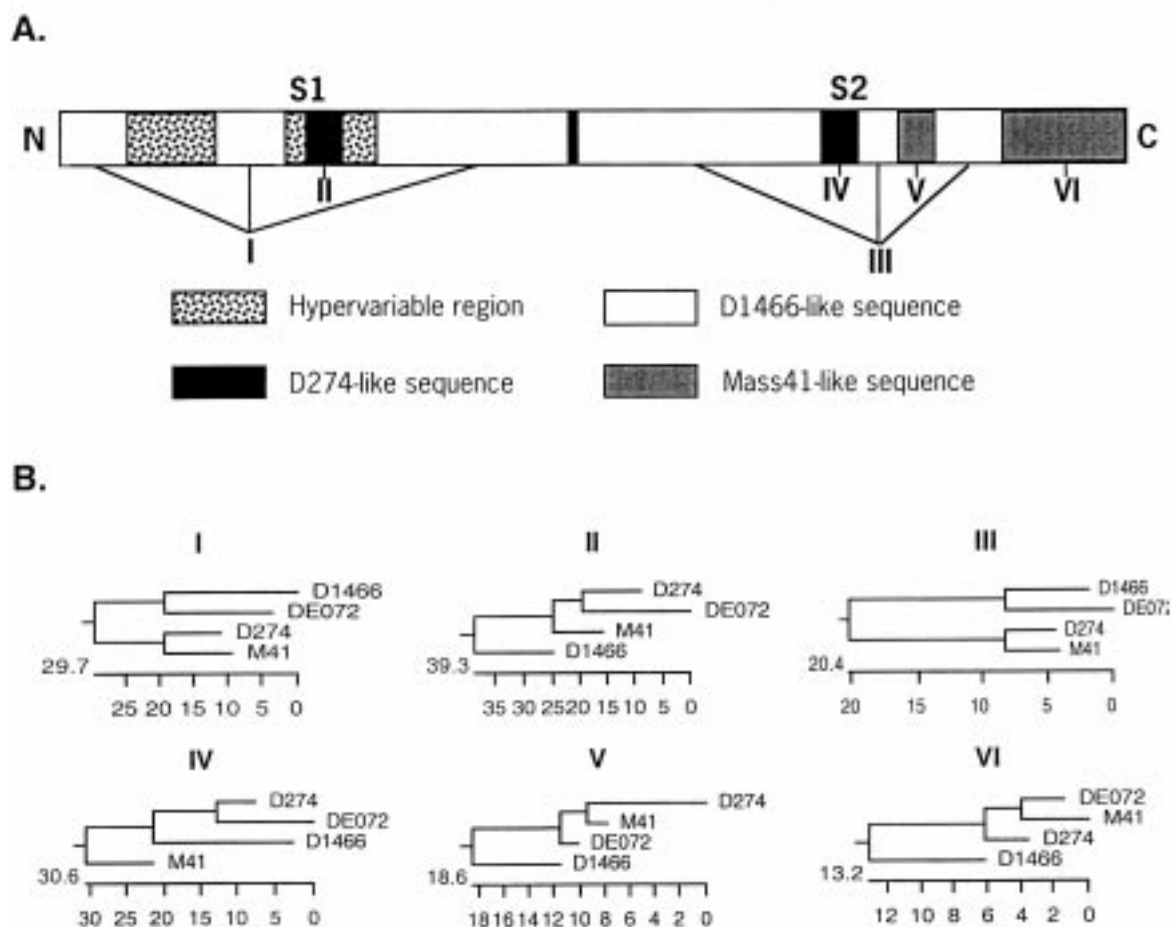 A.
S1 S2
N C
II IV V VI
I III
Hypervariable region D1466-like sequence
D274-like sequence Mass41-like sequence
B.
I II III
D1466
DE072
D274
M41
29.7
25 20 15 10 5 0
D274
DE072
M41
D1466
39.3
35 30 25 20 15 10 5 0
D1466
DE072
D274
M41
20.4
20 15 10 5 0
IV V VI
D274
DE072
D1466
M41
30.6
30 25 20 15 10 5 0
D274
M41
DE072
D1466
18.6
18 16 14 12 10 8 6 4 2 0
DE072
M41
D274
D1466
13.2
12 10 8 6 4 2 0